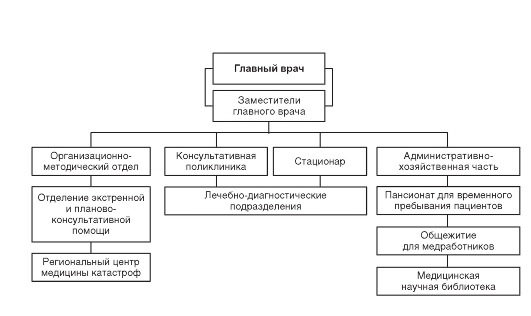 Главный врач
Заместители
главного врача
Организационно-
методический отдел
Консультативная
поликлиника
Стационар
Административно-
хозяйственная часть
Отделение экстренной
и планово-
консультативной
помощи
Лечебно-диагностические
подразделения
Пансионат для временного
пребывания пациентов
Региональный центр
медицины катастроф
Общежитие
для медработников
Медицинская
научная библиотека